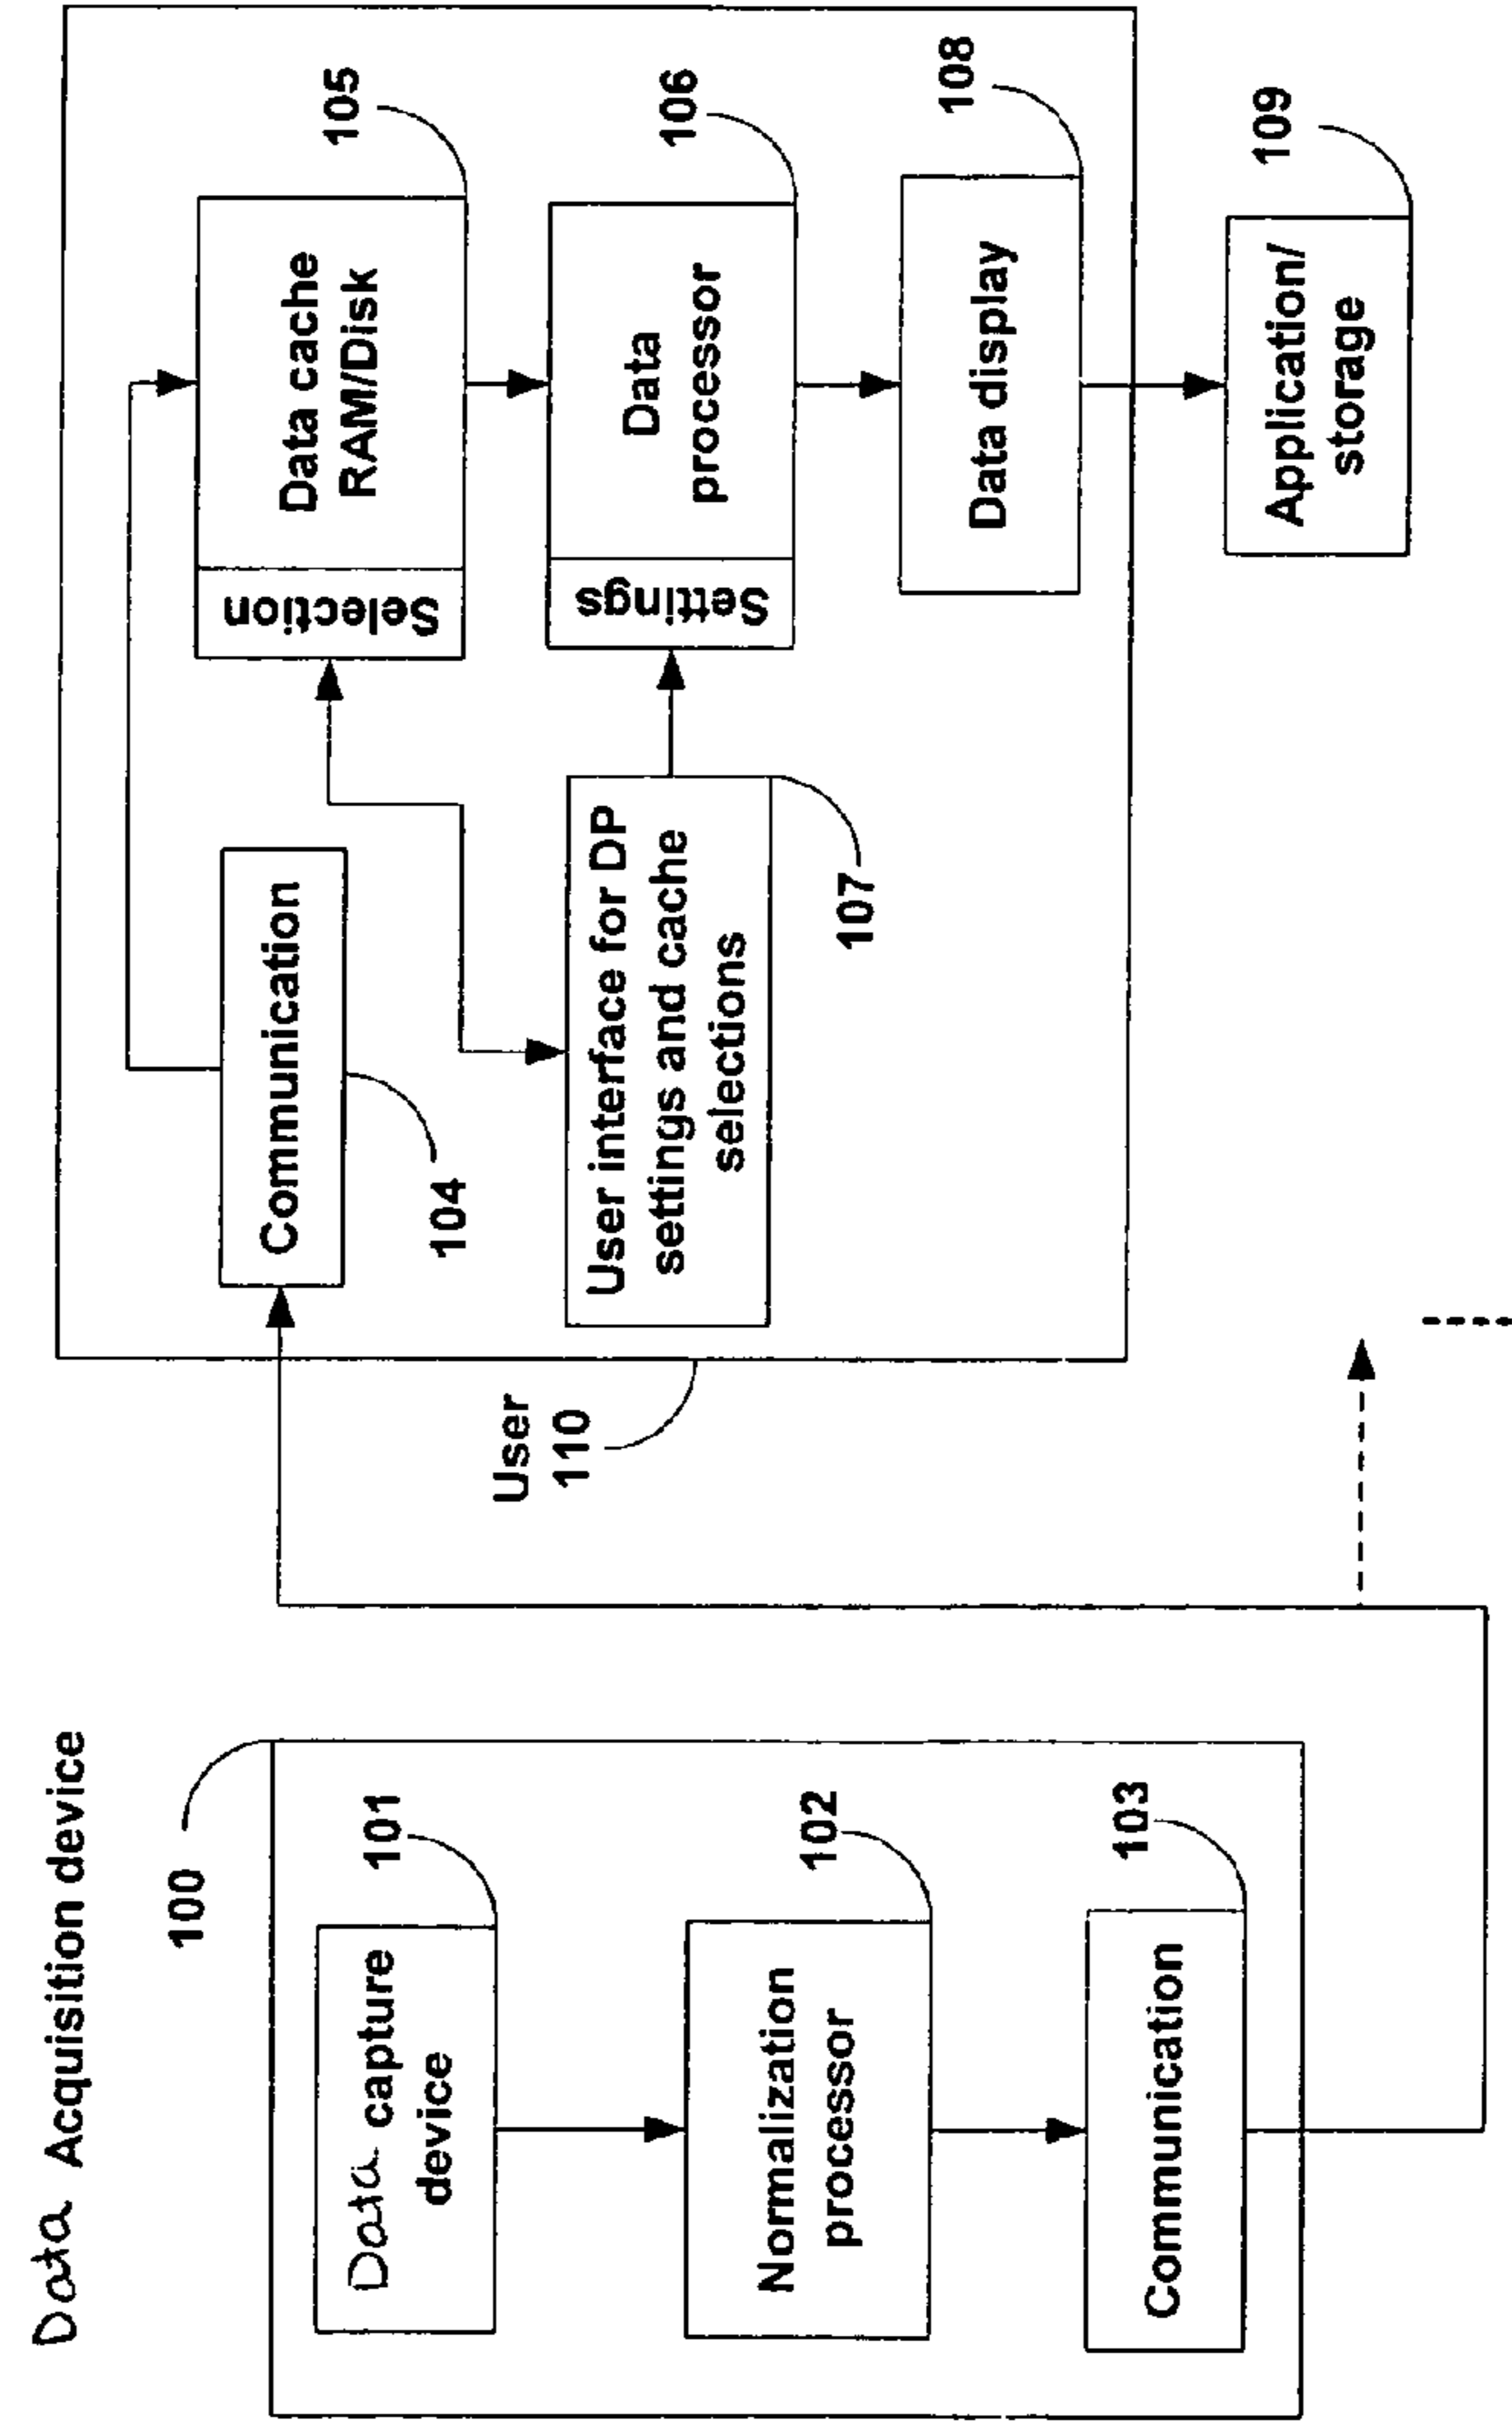 Data Acquisition device
100
Data capture
device
101
Normalization
processor
102
Communication
103
User
110
Communication
104
User interface for DP
settings and cache
selections
107
Selection
Data cache
RAM/Disk
105
Settings
Data
processor
106
Data display
108
Application/
storage
109